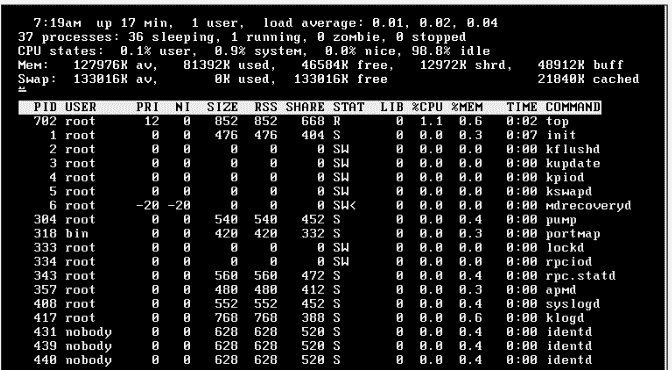 7:19am  up 17 min,  1 user,  load average: 0.01, 0.02, 0.04
37 processes: 36 sleeping, 1 running, 0 zombie, 0 stopped
CPU states:  0.1% user,  0.9% system,  0.0% nice, 98.8% idle
Mem:   127976K av,   81392K used,   46584K free,   12972K shrd,   48912K buff
Swap:  133016K av,       0K used,  133016K free                   21840K cached
PID USER     PRI  NI  SIZE  RSS SHARE STAT  LIB %CPU %MEM   TIME COMMAND
702 root      12   0   852  852   668 R       0  1.1  0.6   0:02 top
1 root       0   0   476  476   404 S       0  0.0  0.3   0:07 init
2 root       0   0     0    0     0 SW      0  0.0  0.0   0:00 kflushd
3 root       0   0     0    0     0 SW      0  0.0  0.0   0:00 kupdate
4 root       0   0     0    0     0 SW      0  0.0  0.0   0:00 kpiod
5 root       0   0     0    0     0 SW      0  0.0  0.0   0:00 kswapd
6 root     -20 -20     0    0     0 SW<     0  0.0  0.0   0:00 mdrecoveryd
304 root       0   0   540  540   452 S       0  0.0  0.4   0:00 pump
318 bin        0   0   420  420   332 S       0  0.0  0.3   0:00 portmap
333 root       0   0     0    0     0 SW      0  0.0  0.0   0:00 lockd
334 root       0   0     0    0     0 SW      0  0.0  0.0   0:00 rpciod
343 root       0   0   560  560   472 S       0  0.0  0.4   0:00 rpc.statd
357 root       0   0   480  480   412 S       0  0.0  0.3   0:00 apmd
408 root       0   0   552  552   452 S       0  0.0  0.4   0:00 syslogd
417 root       0   0   768  768   388 S       0  0.0  0.6   0:00 klogd
431 nobody     0   0   628  628   520 S       0  0.0  0.4   0:00 identd
439 nobody     0   0   628  628   520 S       0  0.0  0.4   0:00 identd
440 nobody     0   0   628  628   520 S       0  0.0  0.4   0:00 identd